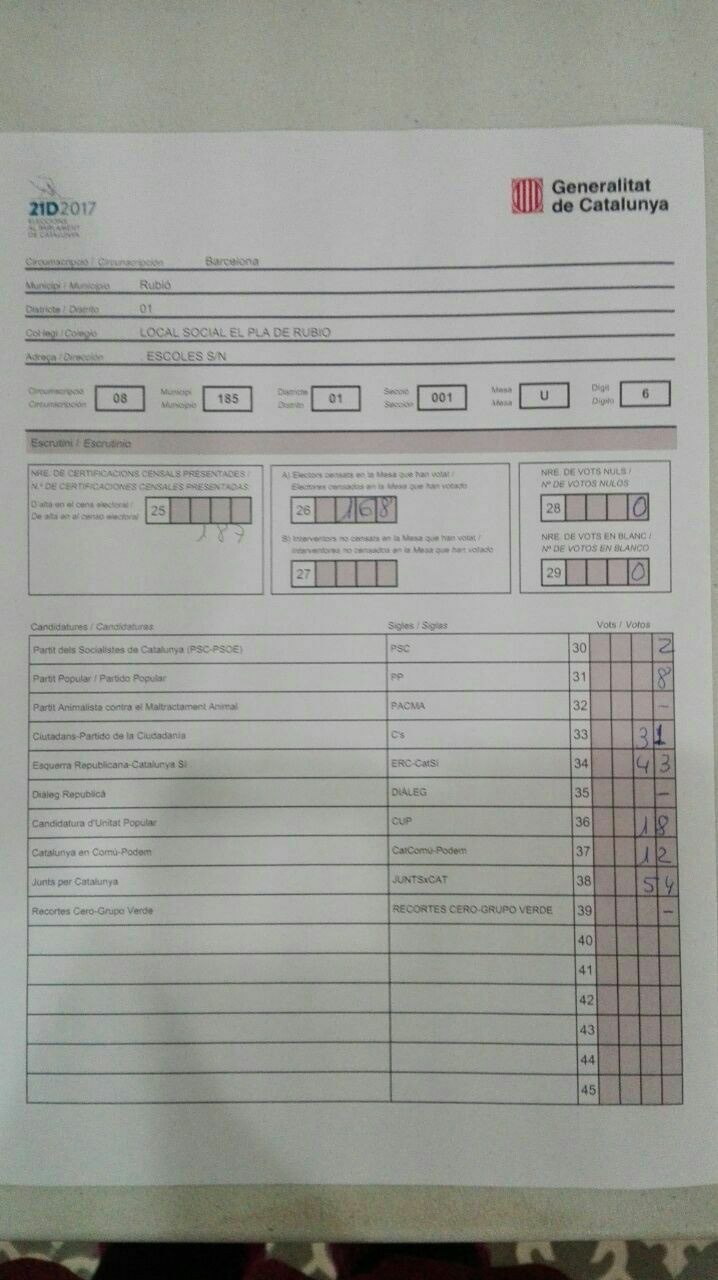 21D2017
ELECCIONS
AL PARLAMENT
DE CATALUNYA
Generalitat
de Catalunya
Circumscripció / Circunscripción Barcelona
Municipi / Municipio Rubió
Districte / Distrito 01
Col·legi / Colegio LOCAL SOCIAL EL PLA DE RUBIO
Adreça / Dirección ESCOLES S/N
Circumscripció Municipi Districte Secció Mesa Dígit
08 185 01 001 U 6
Circunscripción Municipio Distrito Sección Mesa Dígito
Escrutini / Escrutinio
NRE. DE CERTIFICACIONS CENSALS PRESENTADES /
N.º DE CERTIFICACIONES CENSALES PRESENTADAS
D'alta en el cens electoral /
De alta en el censo electoral
25
187
A) Electors censats en la Mesa que han votat /
Electores censados en la Mesa que han votado
26 168
B) Interventors no censats en la Mesa que han votat /
Interventores no censados en la Mesa que han votado
27
NRE. DE VOTS NULS /
Nº DE VOTOS NULOS
28 0
NRE. DE VOTS EN BLANC /
Nº DE VOTOS EN BLANCO
29 0
Candidatures / Candidaturas Sigles / Siglas Vots / Votos
Partit dels Socialistes de Catalunya (PSC-PSOE) PSC 30 2
Partit Popular / Partido Popular PP 31 8
Partit Animalista contra el Maltractament Animal PACMA 32 -
Ciutadans-Partido de la Ciudadanía C's 33 31
Esquerra Republicana-Catalunya Sí ERC-CatSí 34 43
Diàleg Republicà DIÀLEG 35 -
Candidatura d'Unitat Popular CUP 36 18
Catalunya en Comú-Podem CatComú-Podem 37 12
Junts per Catalunya JUNTSxCAT 38 54
Recortes Cero-Grupo Verde RECORTES CERO-GRUPO VERDE 39 -
40
41
42
43
44
45